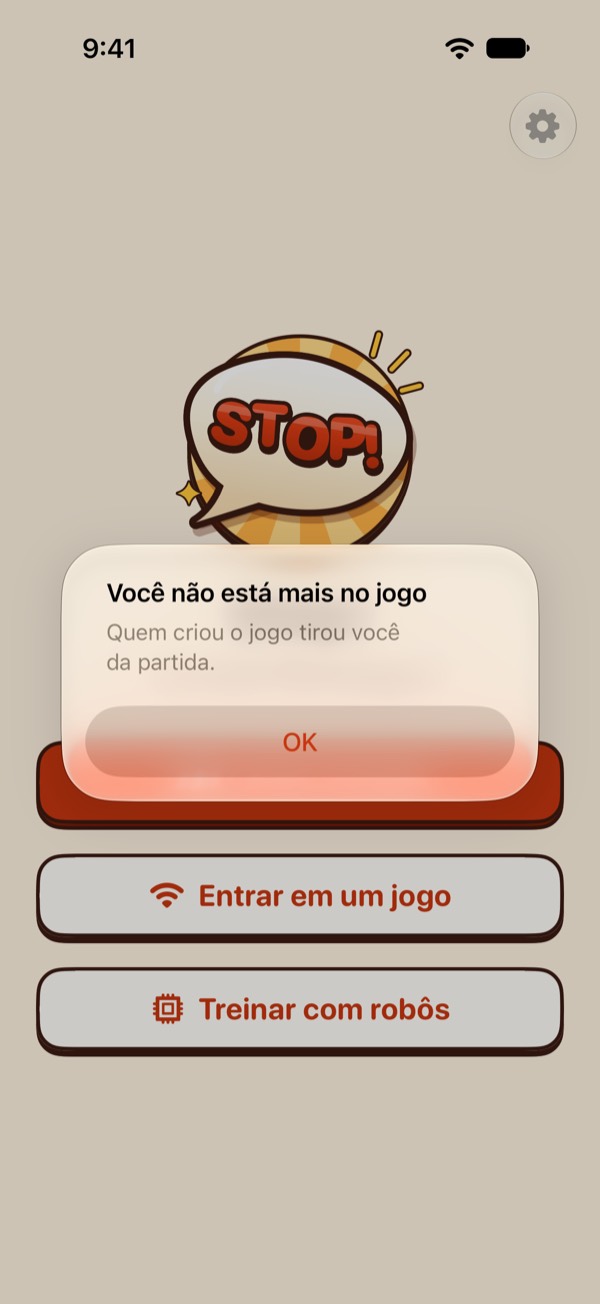 9:41
STOP!
Você não está mais no jogo
Quem criou o jogo tirou você
da partida.
OK
Entrar em um jogo
Treinar com robôs